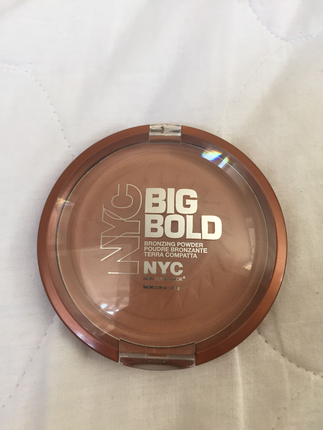 NYC
BIG
BOLD
BRONZING POWDER
POUDRE BRONZANTE
TERRA COMPATTA
NYC